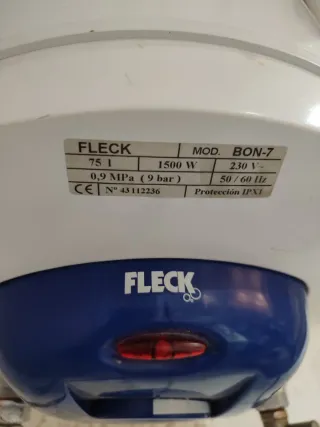 FLECK MOD. BON-7
75 l 1500 W 230 V~
0,9 MPa ( 9 bar ) 50 / 60 Hz
CE Nº 43112236 Protección IPX1
FLECK